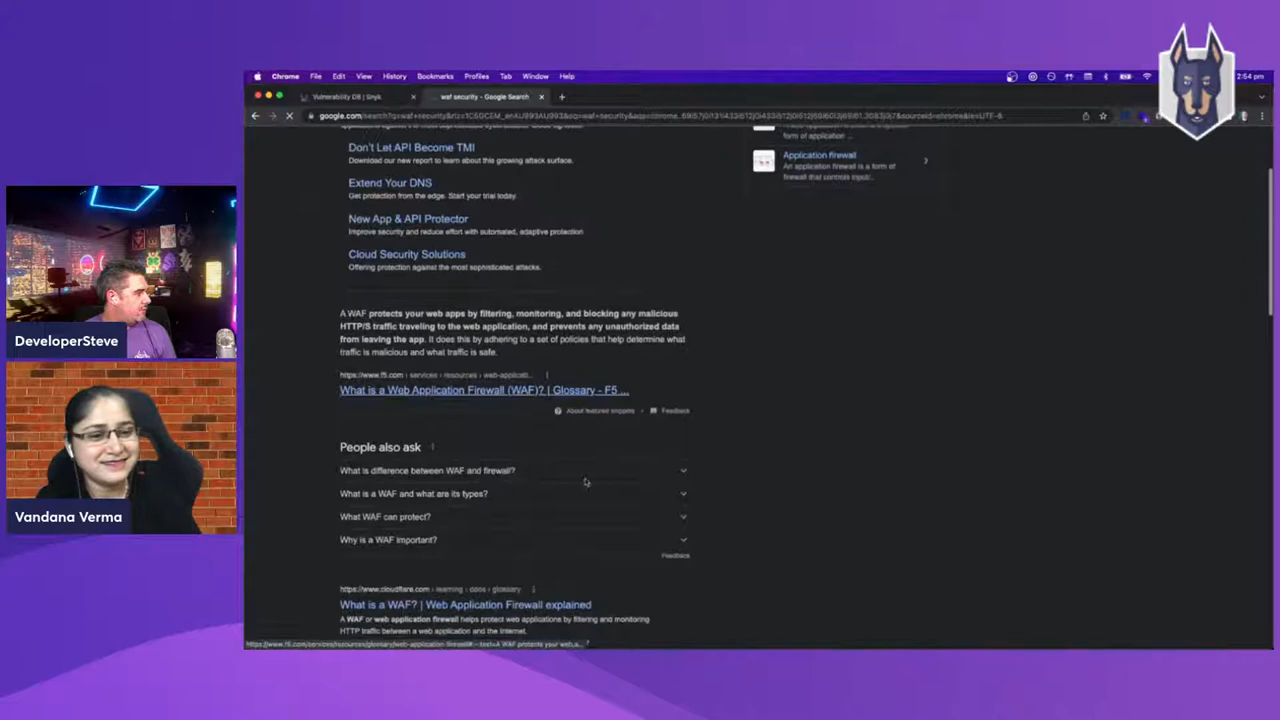 Chrome File Edit View History Bookmarks Profiles Tab Window Help
2:54 pm
Vulnerability DB | Snyk
waf security - Google Search
form of application ...
Don't Let API Become TMI
Download our new report to learn about this growing attack surface.
Application firewall
An application firewall is a form of
firewall that controls input/...
Extend Your DNS
Get protection from the edge. Start your trial today.
New App & API Protector
Improve security and reduce effort with automated, adaptive protection
Cloud Security Solutions
Offering protection against the most sophisticated attacks.
A WAF protects your web apps by filtering, monitoring, and blocking any malicious
HTTP/S traffic traveling to the web application, and prevents any unauthorized data
from leaving the app. It does this by adhering to a set of policies that help determine what
traffic is malicious and what traffic is safe.
https://www.f5.com › services › resources › web-applicati...
What is a Web Application Firewall (WAF)? | Glossary - F5 ...
About featured snippets • Feedback
People also ask
What is difference between WAF and firewall?
What is a WAF and what are its types?
What WAF can protect?
Why is a WAF important?
Feedback
https://www.cloudflare.com › learning › ddos › glossary
What is a WAF? | Web Application Firewall explained
A WAF or web application firewall helps protect web applications by filtering and monitoring
HTTP traffic between a web application and the Internet.
DeveloperSteve
Vandana Verma